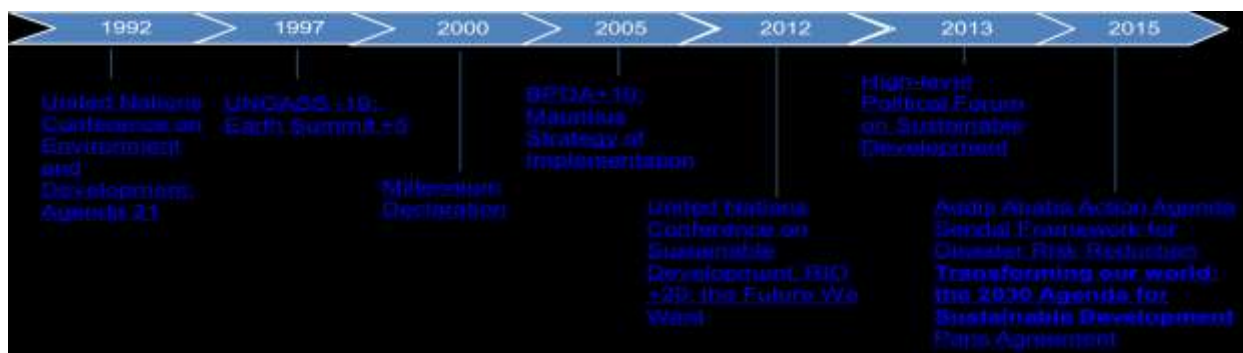 1992 1997 2000 2005 2012 2013 2015
United Nations
Conference on
Environment
and
Development:
Agenda 21
UNGASS -19:
Earth Summit +5
Millennium
Declaration
BPOA+10:
Mauritius
Strategy of
Implementation
United Nations
Conference on
Sustainable
Development, RIO
+20: the Future We
Want
High-level
Political Forum
on Sustainable
Development
Addis Ababa Action Agenda
Sendai Framework for
Disaster Risk Reduction
Transforming our world:
the 2030 Agenda for
Sustainable Development
Paris Agreement